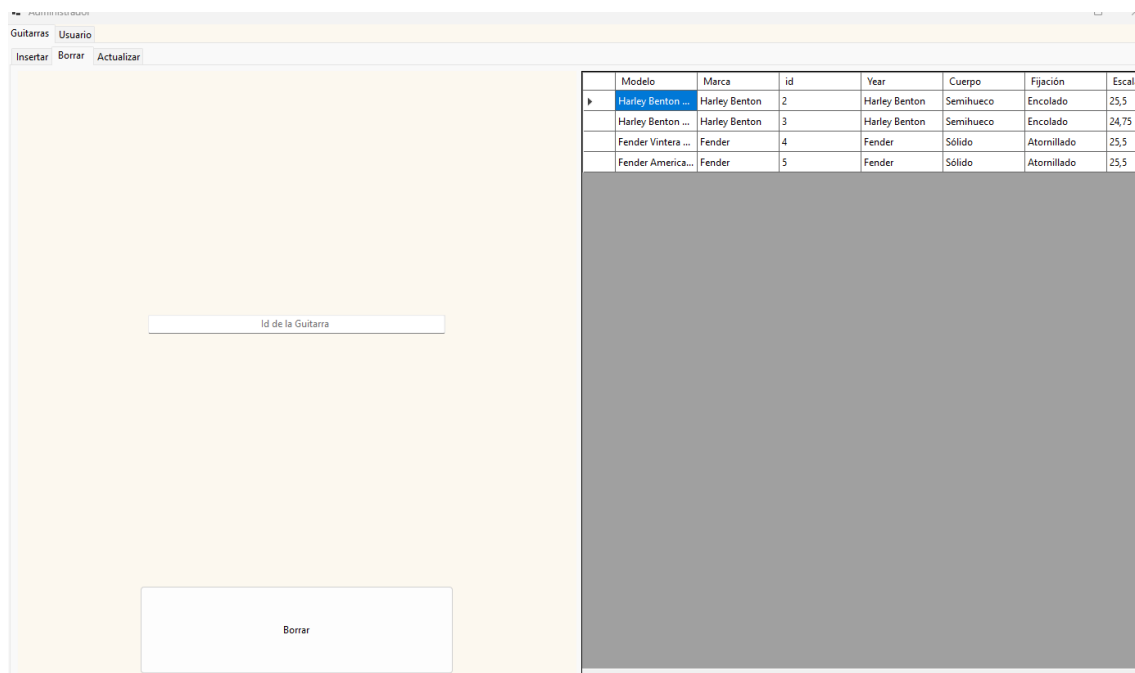 Administrador
Guitarras Usuario
Insertar Borrar Actualizar
Modelo Marca id Year Cuerpo Fijación Escal
Harley Benton ... Harley Benton 2 Harley Benton Semihueco Encolado 25,5
Harley Benton ... Harley Benton 3 Harley Benton Semihueco Encolado 24,75
Fender Vintera ... Fender 4 Fender Sólido Atornillado 25,5
Fender America... Fender 5 Fender Sólido Atornillado 25,5
Id de la Guitarra
Borrar